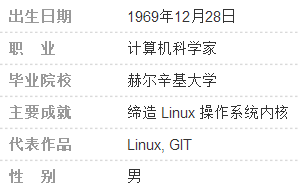 出生日期 1969年12月28日
职 业 计算机科学家
毕业院校 赫尔辛基大学
主要成就 缔造 Linux 操作系统内核
代表作品 Linux, GIT
性 别 男